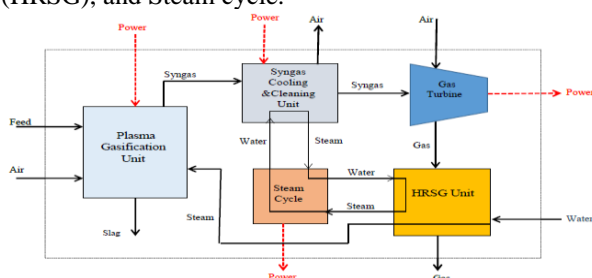 (HRSG), and Steam cycle.
Power
Power
Air
Air
Syngas
Syngas
Cooling
&Cleaning
Unit
Syngas
Gas
Turbine
Power
Feed
Plasma
Gasification
Unit
Water
Steam
Gas
Air
Steam
Cycle
Water
Steam
HRSG Unit
Steam
Water
Slag
Power
Gas